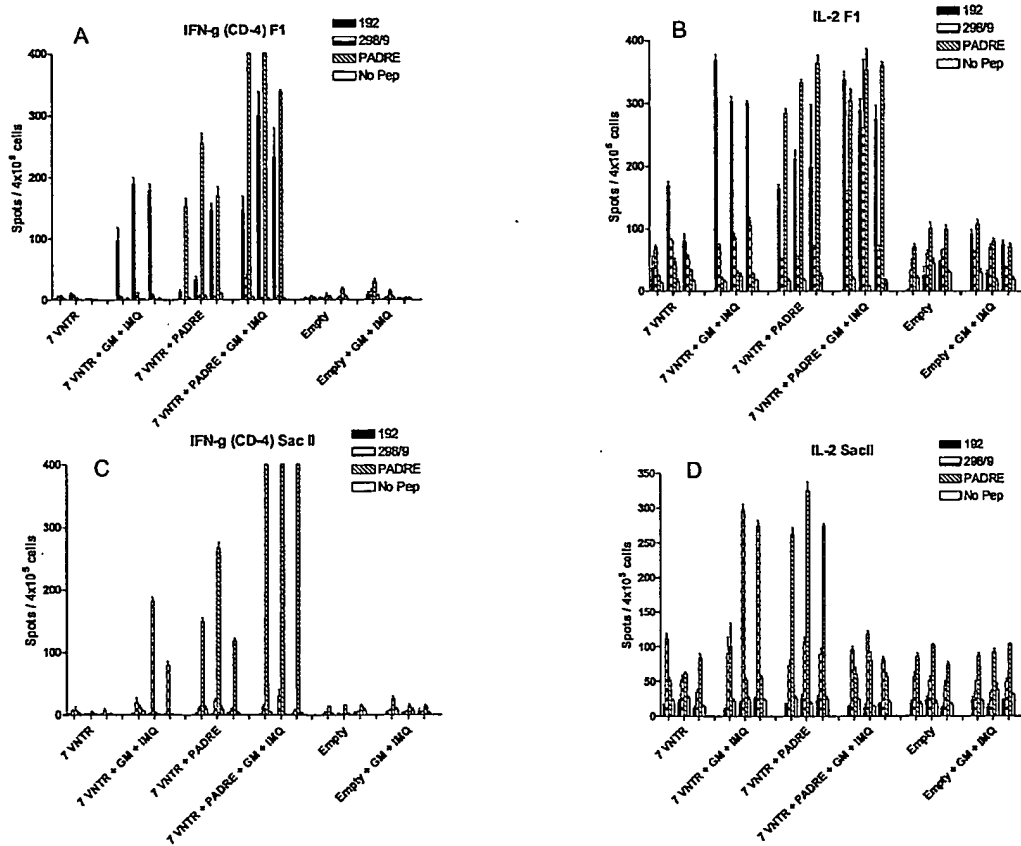 A
IFN-g (CD-4) F1
192
298/9
PADRE
No Pep
400
300
200
100
0
Spots / 4x10⁶ cells
7 VNTR
7 VNTR + GM + IMQ
7 VNTR + PADRE
7 VNTR + PADRE + GM + IMQ
Empty
Empty + GM + IMQ
B
IL-2 F1
192
298/9
PADRE
No Pep
400
300
200
100
0
Spots / 4x10⁵ cells
7 VNTR
7 VNTR + GM + IMQ
7 VNTR + PADRE
7 VNTR + PADRE + GM + IMQ
Empty
Empty + GM + IMQ
C
IFN-g (CD-4) Sac II
192
298/9
PADRE
No Pep
400
300
200
100
0
Spots / 4x10⁵ cells
7 VNTR
7 VNTR + GM + IMQ
7 VNTR + PADRE
7 VNTR + PADRE + GM + IMQ
Empty
Empty + GM + IMQ
D
IL-2 SacII
192
298/9
PADRE
No Pep
350
300
250
200
150
100
50
0
Spots / 4x10⁵ cells
7 VNTR
7 VNTR + GM + IMQ
7 VNTR + PADRE
7 VNTR + PADRE + GM + IMQ
Empty
Empty + GM + IMQ